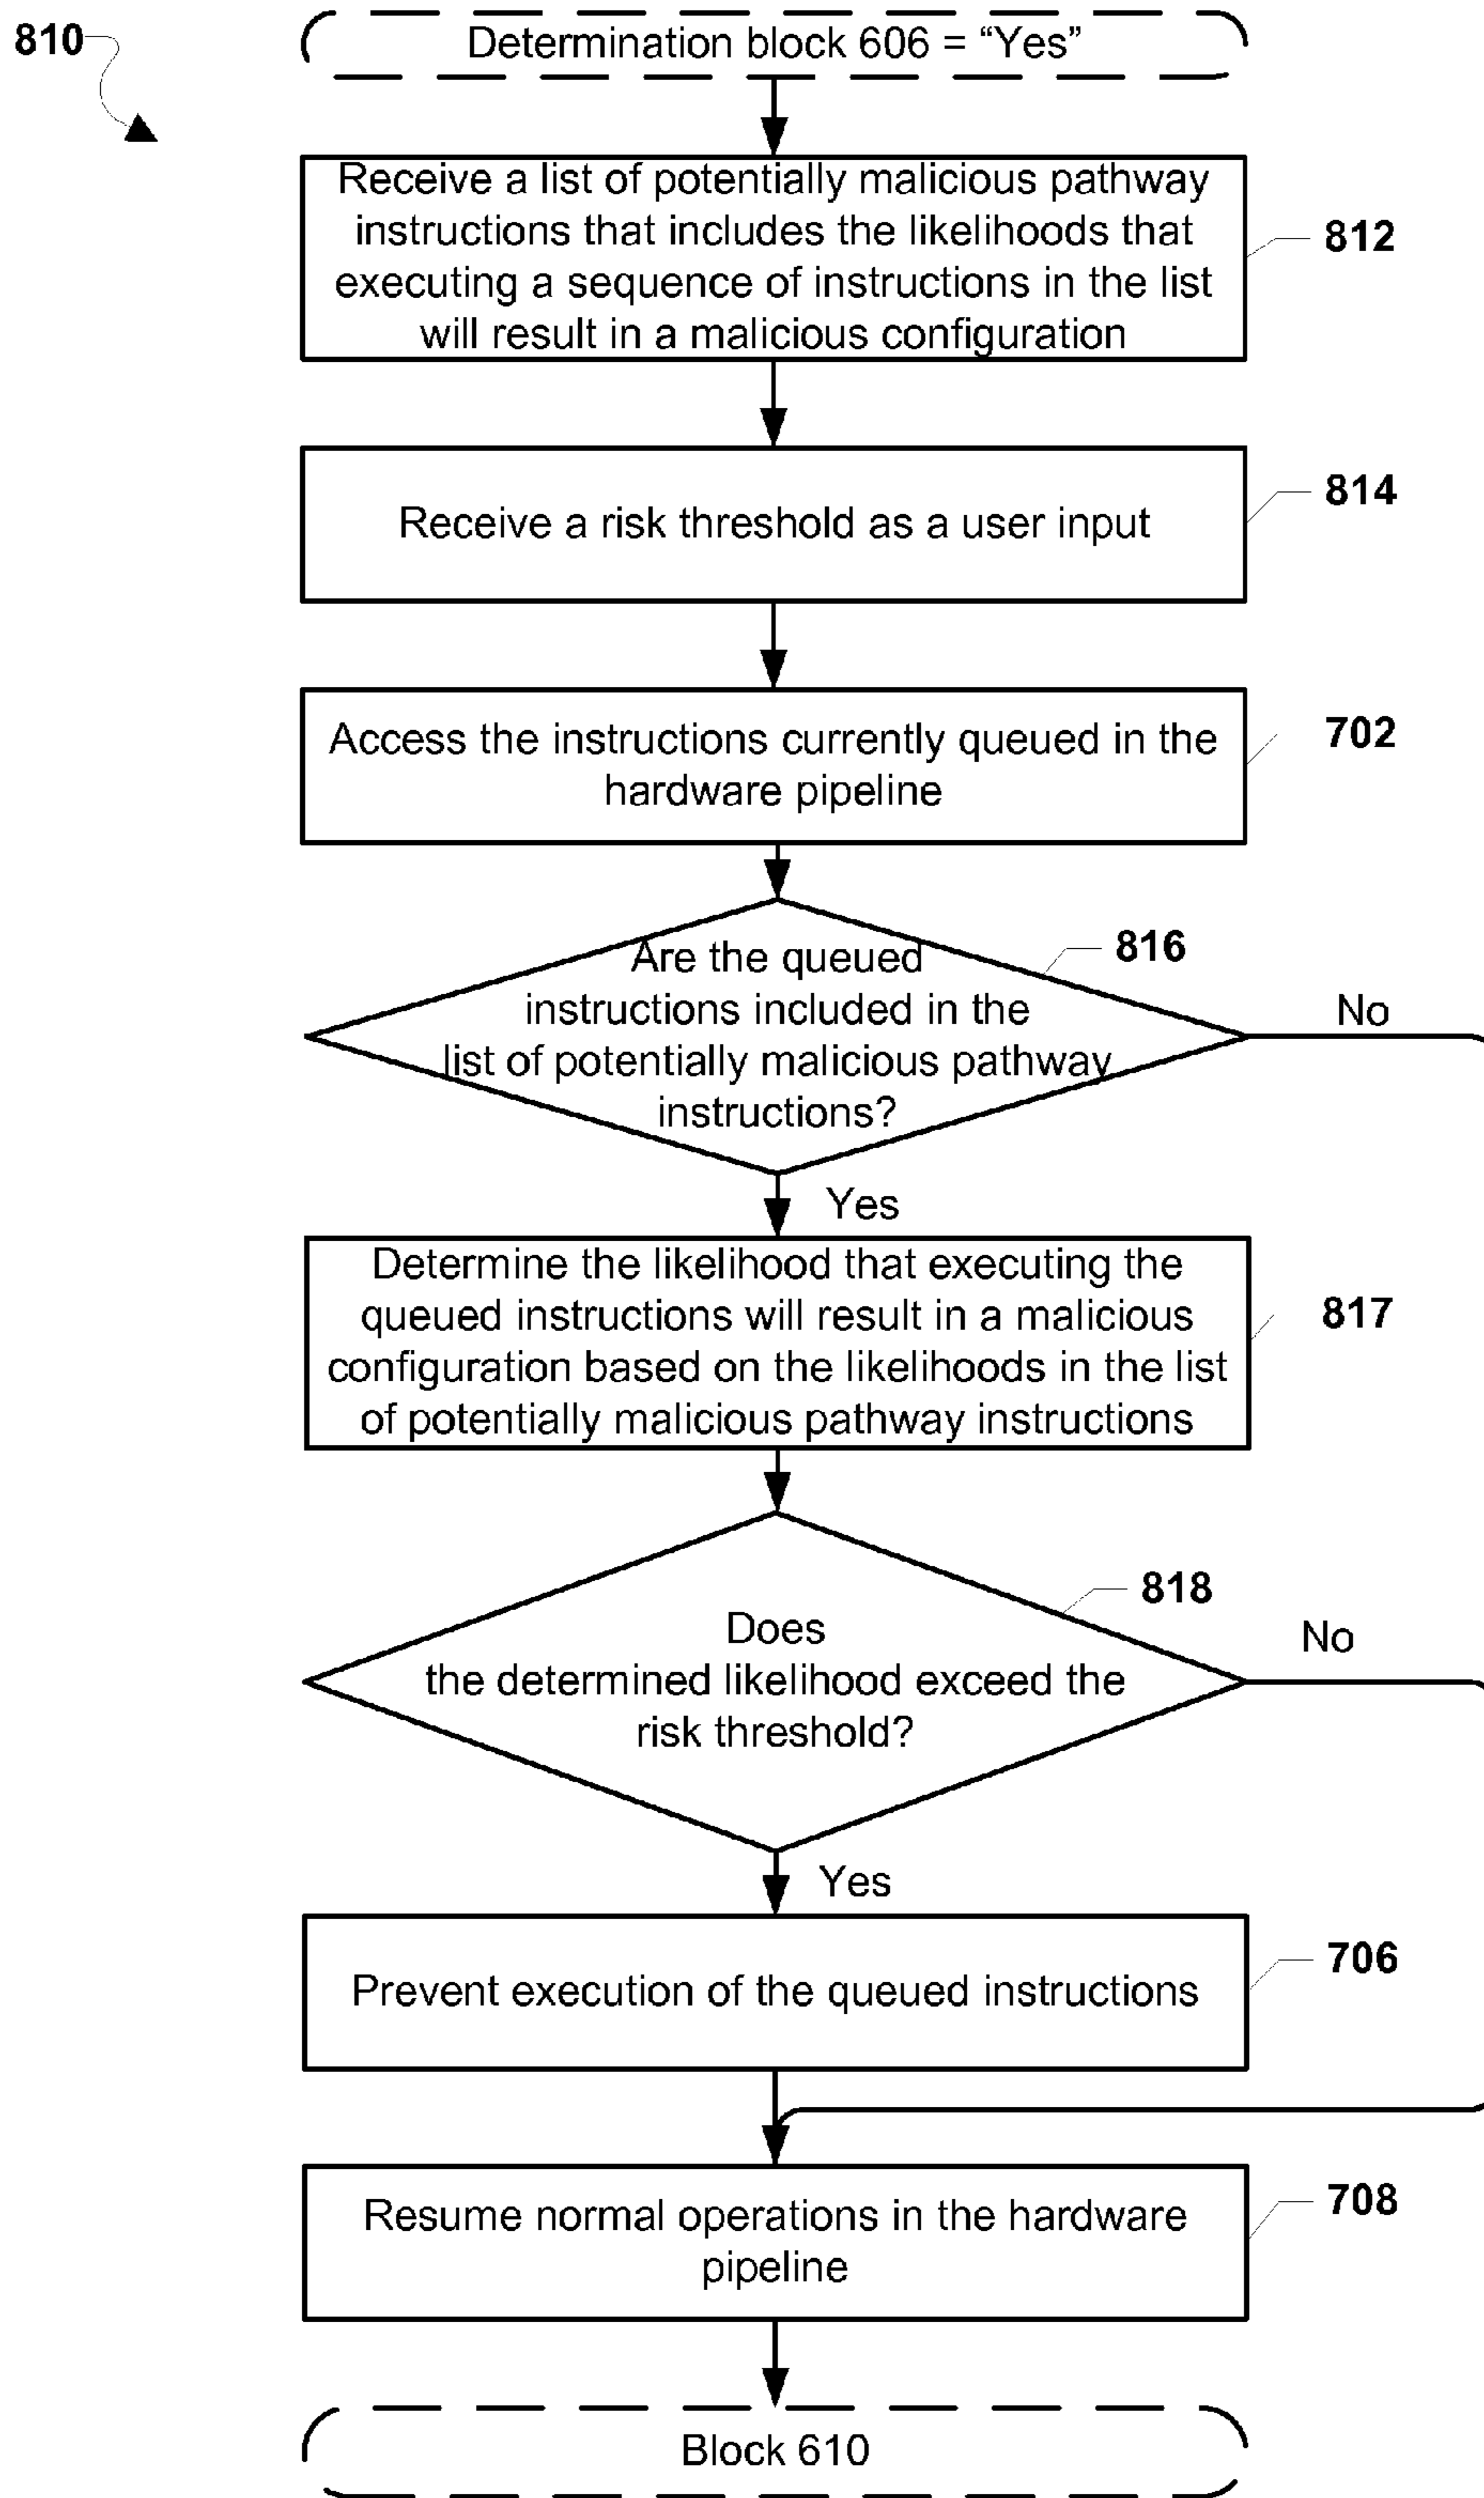 810
Determination block 606 = “Yes”
Receive a list of potentially malicious pathway
instructions that includes the likelihoods that
executing a sequence of instructions in the list
will result in a malicious configuration
812
Receive a risk threshold as a user input
814
Access the instructions currently queued in the
hardware pipeline
702
Are the queued
instructions included in the
list of potentially malicious pathway
instructions?
816
No
Yes
Determine the likelihood that executing the
queued instructions will result in a malicious
configuration based on the likelihoods in the list
of potentially malicious pathway instructions
817
Does
the determined likelihood exceed the
risk threshold?
818
No
Yes
Prevent execution of the queued instructions
706
Resume normal operations in the hardware
pipeline
708
Block 610